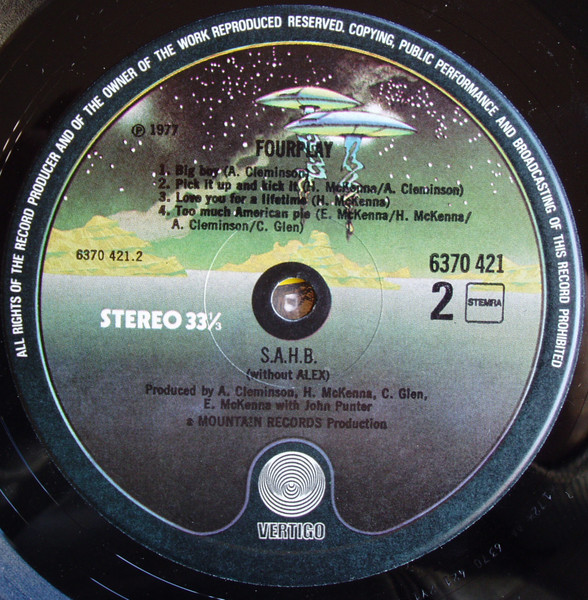 ALL RIGHTS OF THE RECORD PRODUCER AND OF THE OWNER OF THE WORK REPRODUCED RESERVED. COPYING, PUBLIC PERFORMANCE AND BROADCASTING OF THIS RECORD PROHIBITED
℗ 1977
FOURPLAY
1. Big boy (A. Cleminson)
2. Pick it up and kick it (H. McKenna/A. Cleminson)
3. Love you for a lifetime (H. McKenna)
4. Too much American pie (E. McKenna/H. McKenna/
A. Cleminson/C. Glen)
6370 421.2
6370 421
2
STEMRA
STEREO 33⅓
S.A.H.B.
(without ALEX)
Produced by A. Cleminson, H. McKenna, C. Glen,
E. McKenna with John Punter
a MOUNTAIN RECORDS Production
VERTIGO